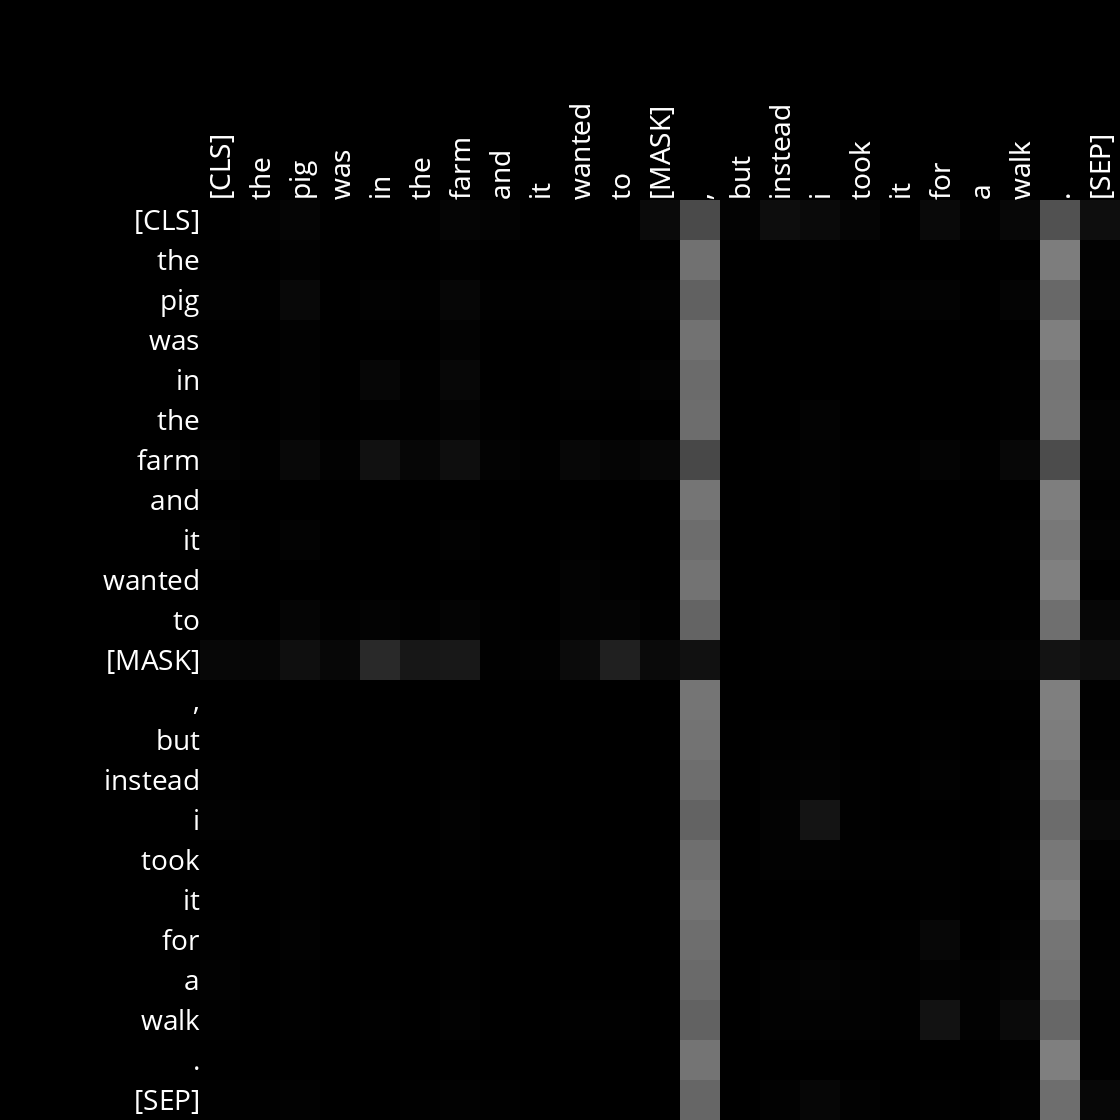 [CLS] the pig was in the farm and it wanted to [MASK] , but instead i took it for a walk . [SEP]
[CLS]
the
pig
was
in
the
farm
and
it
wanted
to
[MASK]
,
but
instead
i
took
it
for
a
walk
.
[SEP]